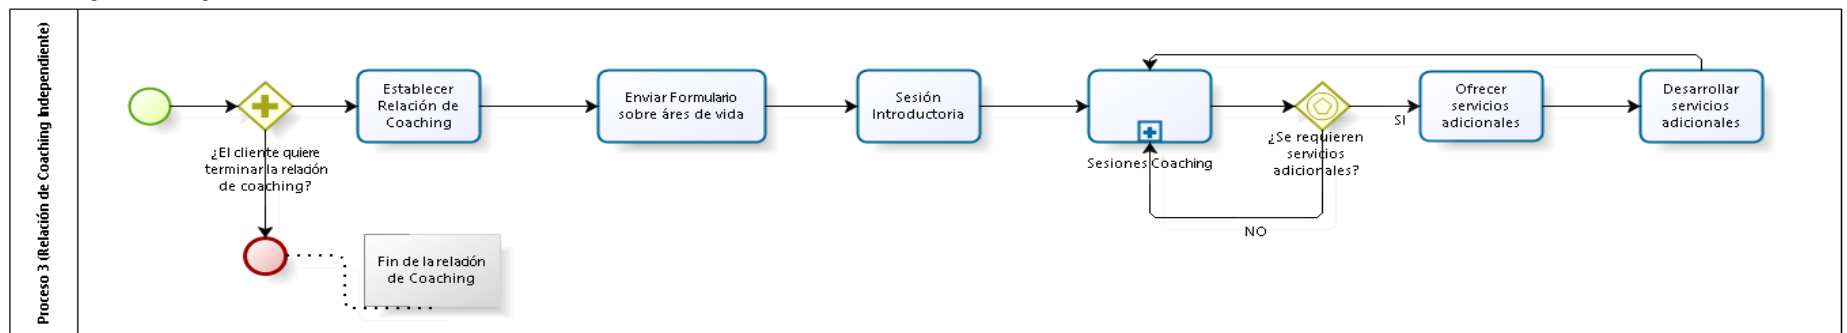 Proceso 3 (Relación de Coaching Independiente)
¿El cliente quiere
terminar la relación
de coaching?
Establecer
Relación de
Coaching
Enviar Formulario
sobre áres de vida
Sesión
Introductoria
Sesiones Coaching
¿Se requieren
servicios
adicionales?
SI
NO
Ofrecer
servicios
adicionales
Desarrollar
servicios
adicionales
Fin de la relación
de Coaching